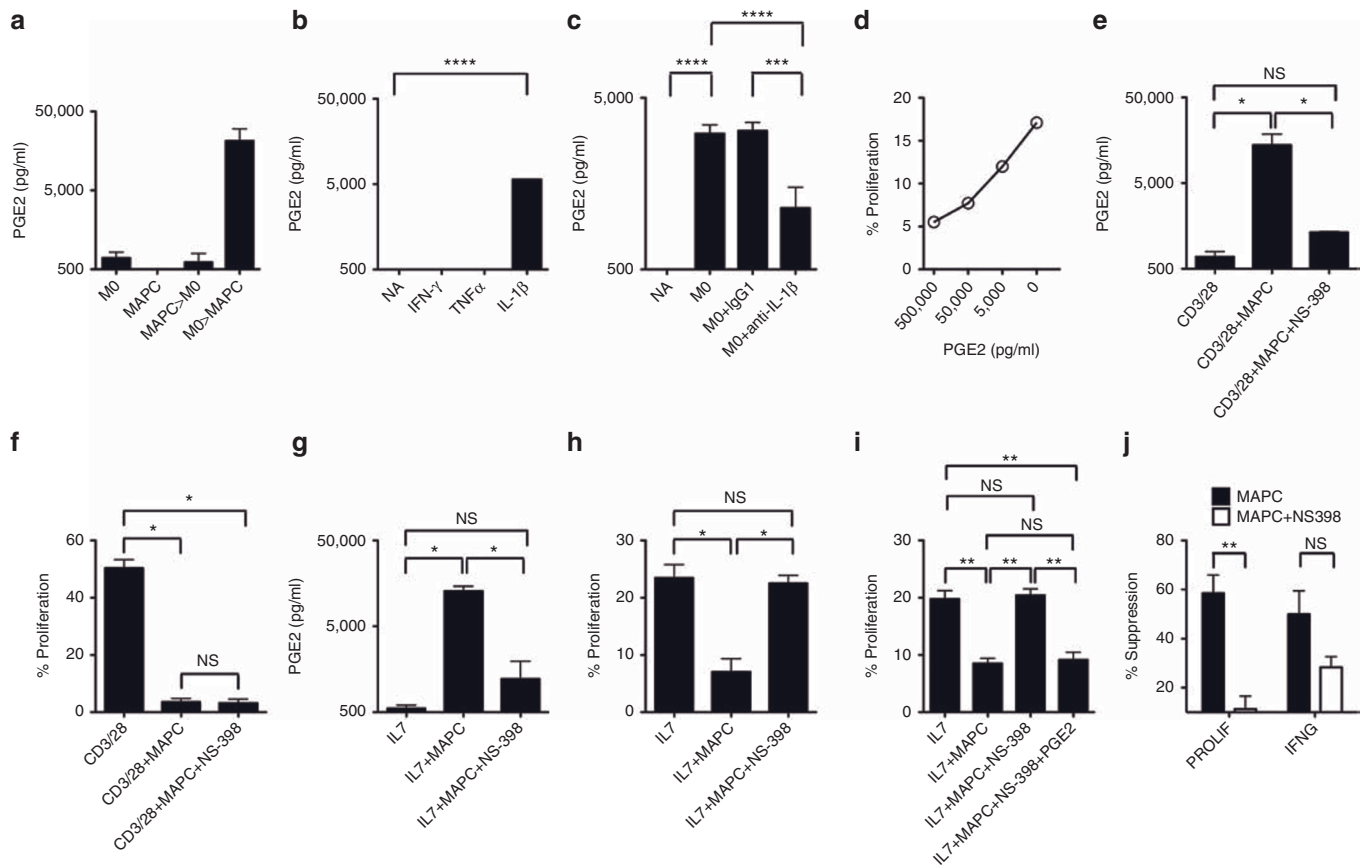 a
50,000
5,000
500
PGE2 (pg/ml)
M0
MAPC
MAPC>M0
M0>MAPC
b
****
50,000
5,000
500
PGE2 (pg/ml)
NA
IFN-γ
TNFα
IL-1β
c
****
****
***
5,000
500
PGE2 (pg/ml)
NA
M0
M0+IgG1
M0+anti-IL-1β
d
20
15
10
5
0
% Proliferation
500,000
50,000
5,000
0
PGE2 (pg/ml)
e
NS
*
*
50,000
5,000
500
PGE2 (pg/ml)
CD3/28
CD3/28+MAPC
CD3/28+MAPC+NS-398
f
*
*
NS
60
40
20
0
% Proliferation
CD3/28
CD3/28+MAPC
CD3/28+MAPC+NS-398
g
NS
*
*
50,000
5,000
500
PGE2 (pg/ml)
IL7
IL7+MAPC
IL7+MAPC+NS-398
h
NS
*
*
30
20
10
0
% Proliferation
IL7
IL7+MAPC
IL7+MAPC+NS-398
i
**
NS
NS
**
**
**
30
20
10
0
% Proliferation
IL7
IL7+MAPC
IL7+MAPC+NS-398
IL7+MAPC+NS-398+PGE2
j
MAPC
MAPC+NS398
**
NS
80
60
40
20
% Suppression
PROLIF
IFNG